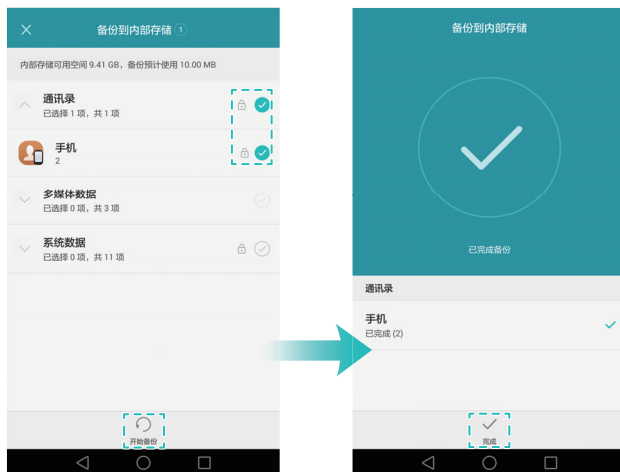 备份到内部存储 1
内部存储可用空间 9.41 GB，备份预计使用 10.00 MB
通讯录
已选择 1 项，共 1 项
手机
2
多媒体数据
已选择 0 项，共 3 项
系统数据
已选择 0 项，共 11 项
开始备份
备份到内部存储
已完成备份
通讯录
手机
已完成 (2)
完成